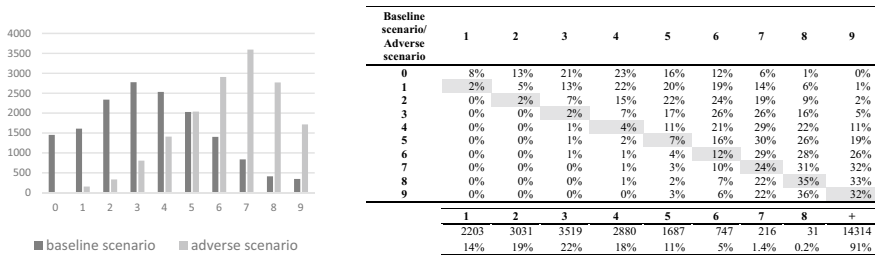 4000
3500
3000
2500
2000
1500
1000
500
0
0 1 2 3 4 5 6 7 8 9
baseline scenario adverse scenario
Baseline
scenario/
Adverse
scenario
1 2 3 4 5 6 7 8 9
0 8% 13% 21% 23% 16% 12% 6% 1% 0%
1 2% 5% 13% 22% 20% 19% 14% 6% 1%
2 0% 2% 7% 15% 22% 24% 19% 9% 2%
3 0% 0% 2% 7% 17% 26% 26% 16% 5%
4 0% 0% 1% 4% 11% 21% 29% 22% 11%
5 0% 0% 1% 2% 7% 16% 30% 26% 19%
6 0% 0% 1% 1% 4% 12% 29% 28% 26%
7 0% 0% 0% 1% 3% 10% 24% 31% 32%
8 0% 0% 0% 1% 2% 7% 22% 35% 33%
9 0% 0% 0% 0% 3% 6% 22% 36% 32%
1 2 3 4 5 6 7 8 +
2203 3031 3519 2880 1687 747 216 31 14314
14% 19% 22% 18% 11% 5% 1.4% 0.2% 91%